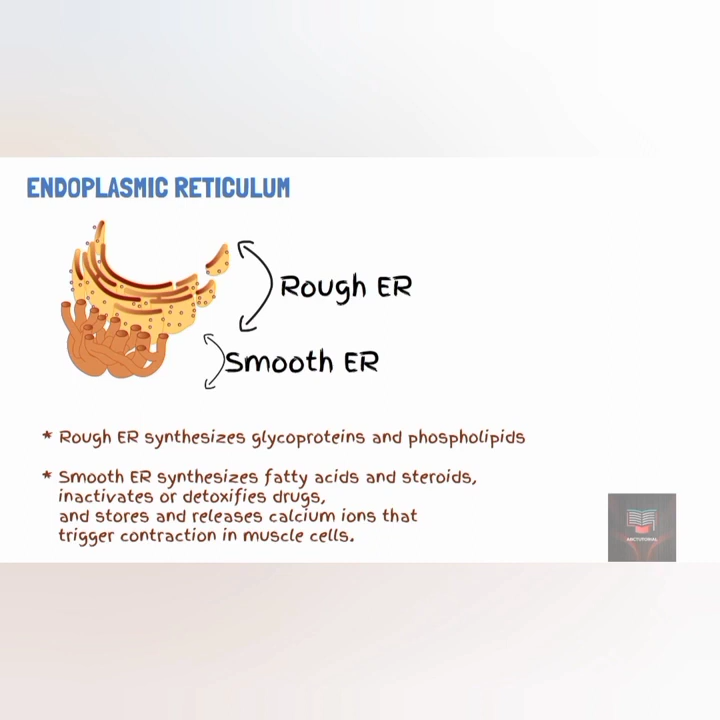 ENDOPLASMIC RETICULUM
Rough ER
Smooth ER
* Rough ER synthesizes glycoproteins and phospholipids
* Smooth ER synthesizes fatty acids and steroids,
inactivates or detoxifies drugs,
and stores and releases calcium ions that
trigger contraction in muscle cells.
ARCTUTORIAL